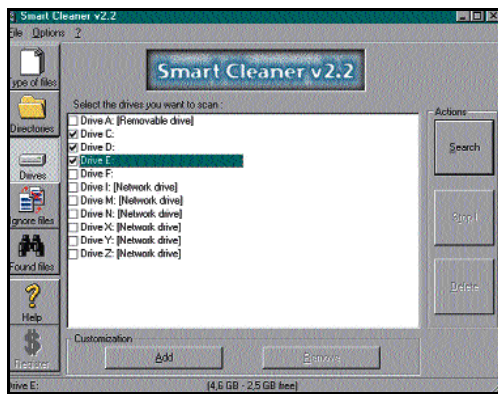 Smart Cleaner v2.2
File Options ?
Smart Cleaner v2.2
Type of files
Directories
Drives
Ignore files
Found files
Help
Register
Select the drives you want to scan :
Drive A: [Removable drive]
Drive C:
Drive D:
Drive E:
Drive F:
Drive I: [Network drive]
Drive M: [Network drive]
Drive N: [Network drive]
Drive X: [Network drive]
Drive Y: [Network drive]
Drive Z: [Network drive]
Actions
Search
Stop !
Delete
Customization
Add
Remove
Drive E:
(4,6 GB - 2,5 GB free)